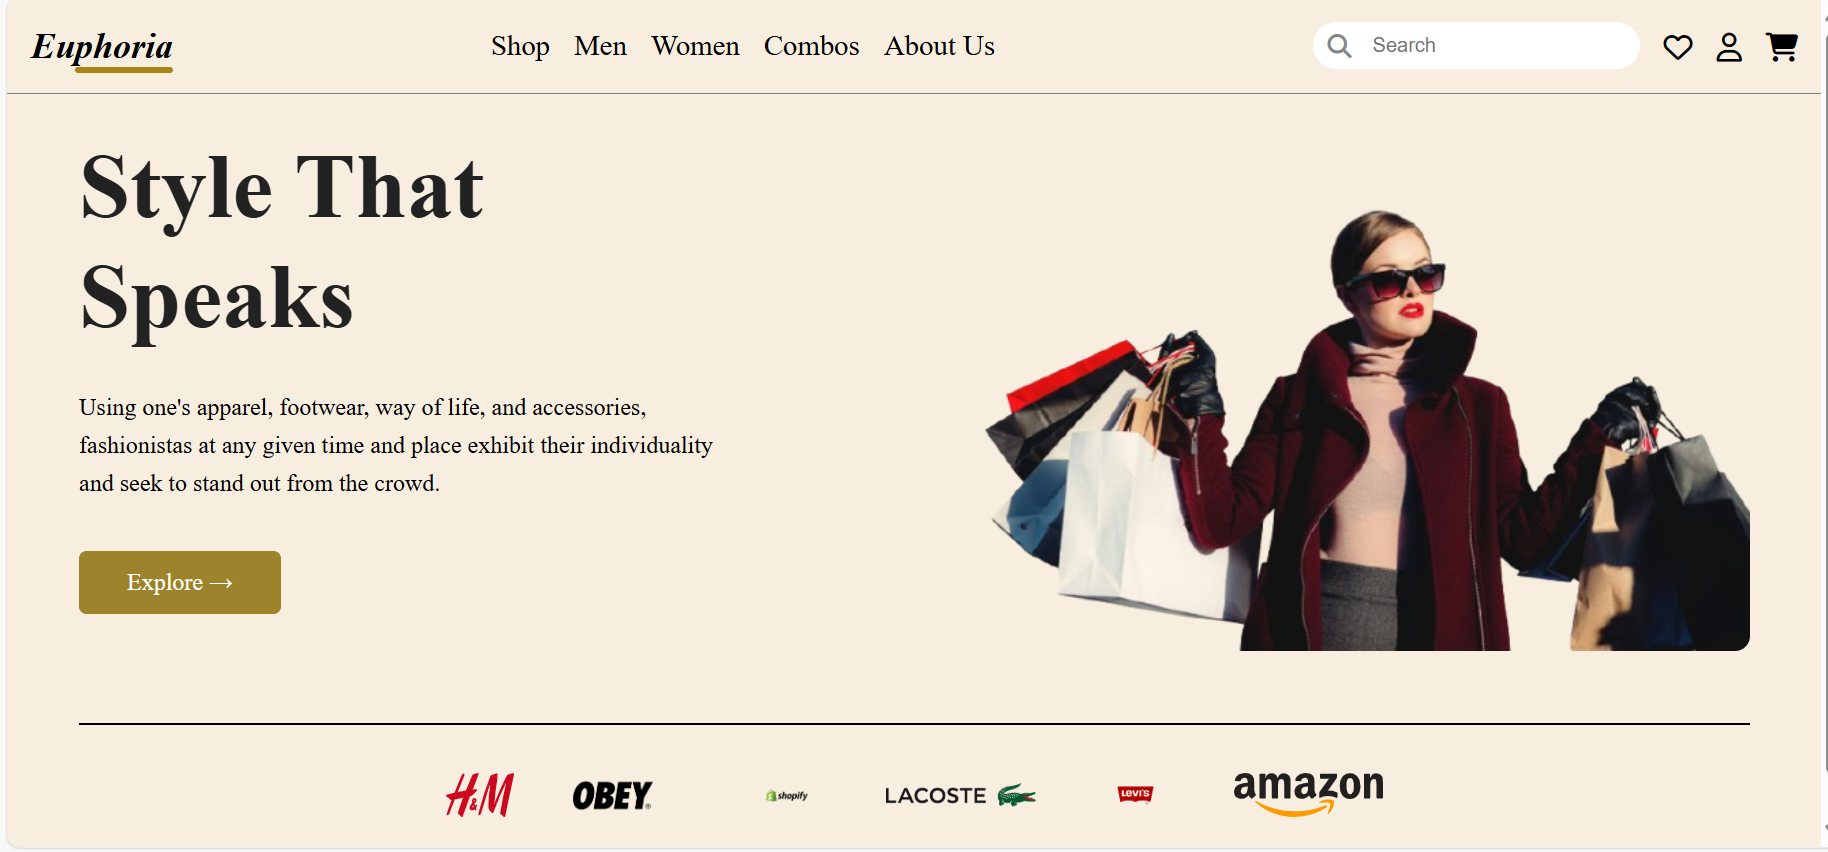 Euphoria
Shop Men Women Combos About Us
Search
Style That
Speaks
Using one's apparel, footwear, way of life, and accessories,
fashionistas at any given time and place exhibit their individuality
and seek to stand out from the crowd.
Explore →
H&M OBEY shopify LACOSTE LEVI'S amazon